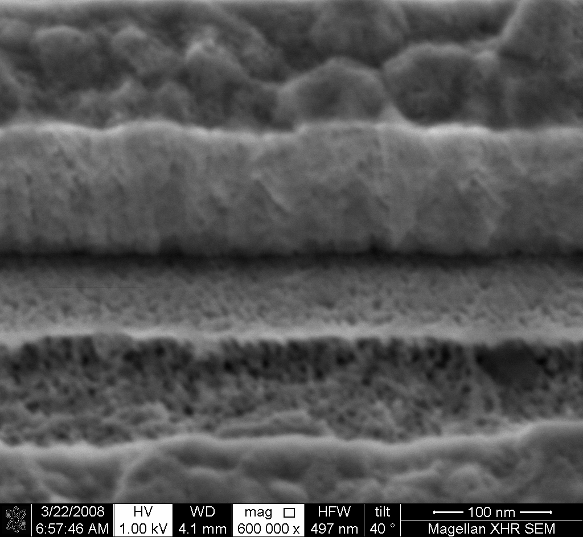 3/22/2008 HV WD mag HFW tilt 100 nm
6:57:46 AM 1.00 kV 4.1 mm 600 000 x 497 nm 40 ° Magellan XHR SEM